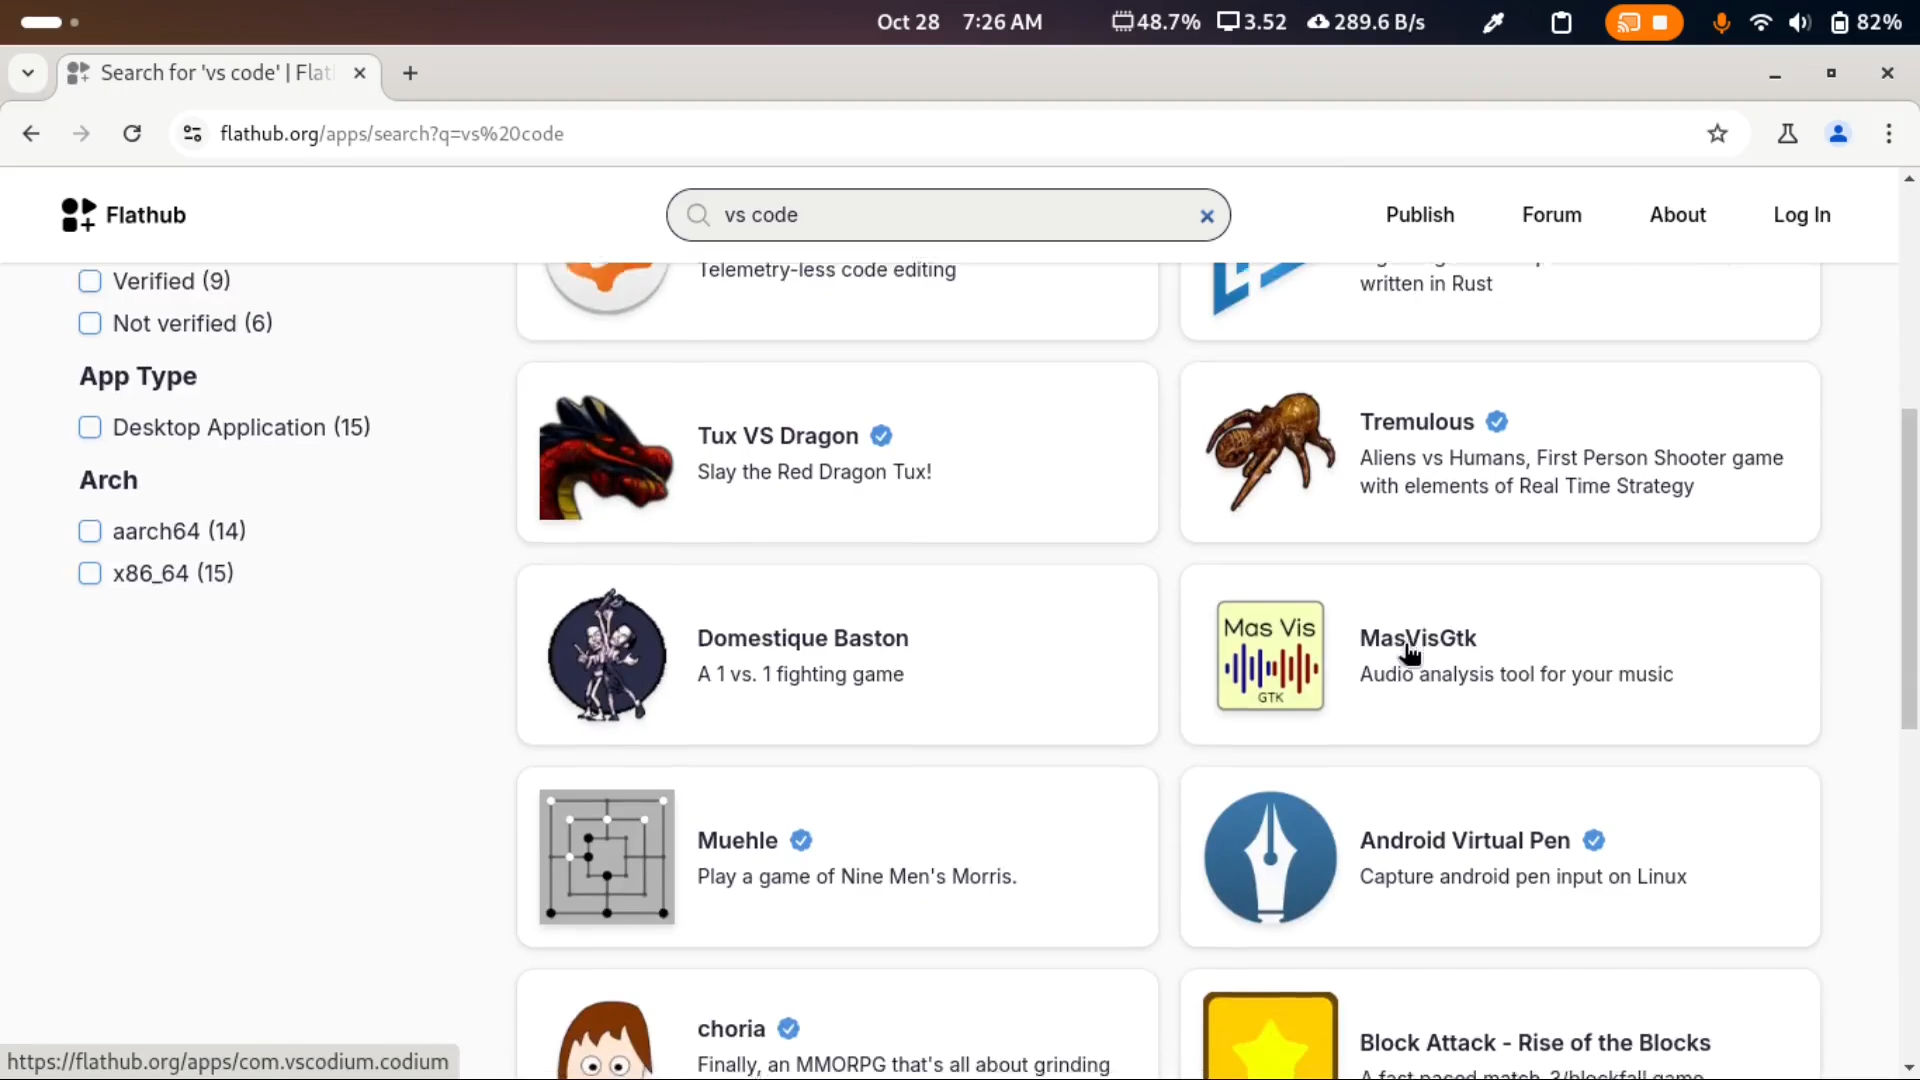 Oct 28 7:26 AM
48.7% 3.52 289.6 B/s
82%
Search for 'vs code' | Flat
flathub.org/apps/search?q=vs%20code
Flathub
vs code
Publish Forum About Log In
Verified (9)
Not verified (6)
App Type
Desktop Application (15)
Arch
aarch64 (14)
x86_64 (15)
Telemetry-less code editing
written in Rust
Tux VS Dragon
Slay the Red Dragon Tux!
Tremulous
Aliens vs Humans, First Person Shooter game
with elements of Real Time Strategy
Domestique Baston
A 1 vs. 1 fighting game
Mas Vis
GTK
MasVisGtk
Audio analysis tool for your music
Muehle
Play a game of Nine Men's Morris.
Android Virtual Pen
Capture android pen input on Linux
choria
Finally, an MMORPG that's all about grinding
Block Attack - Rise of the Blocks
A fast paced match-3/blockfall game
https://flathub.org/apps/com.vscodium.codium